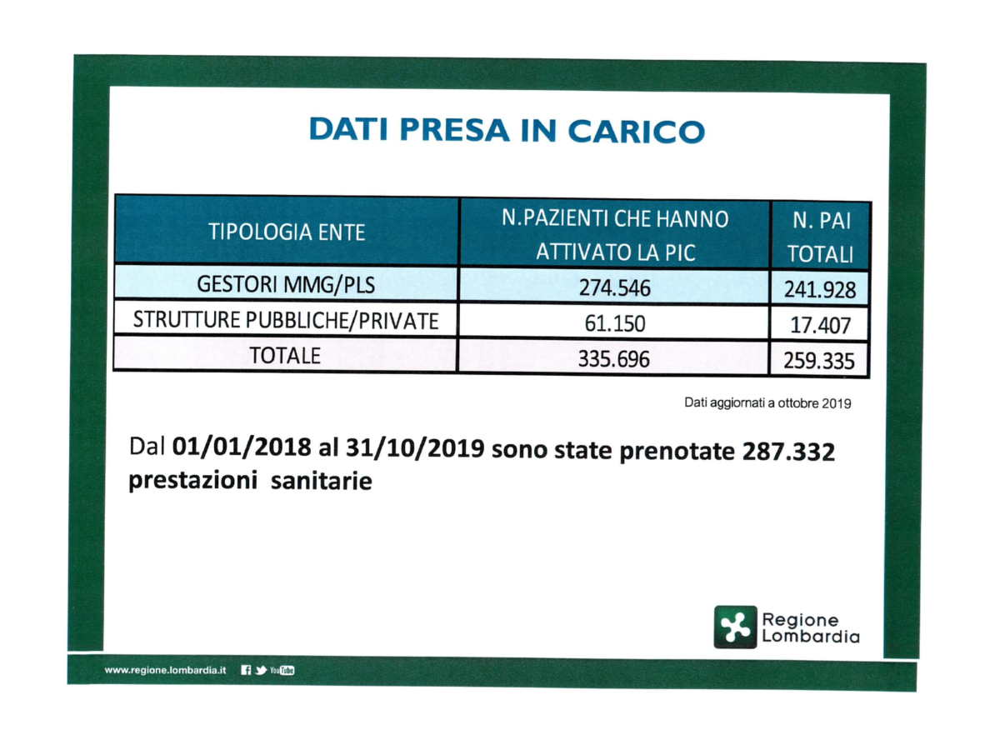 DATI PRESA IN CARICO
TIPOLOGIA ENTE
N.PAZIENTI CHE HANNO
ATTIVATO LA PIC
N. PAI
TOTALI
GESTORI MMG/PLS 274.546 241.928
STRUTTURE PUBBLICHE/PRIVATE 61.150 17.407
TOTALE 335.696 259.335
Dati aggiornati a ottobre 2019
Dal 01/01/2018 al 31/10/2019 sono state prenotate 287.332
prestazioni sanitarie
Regione
Lombardia
www.regione.lombardia.it YouTube